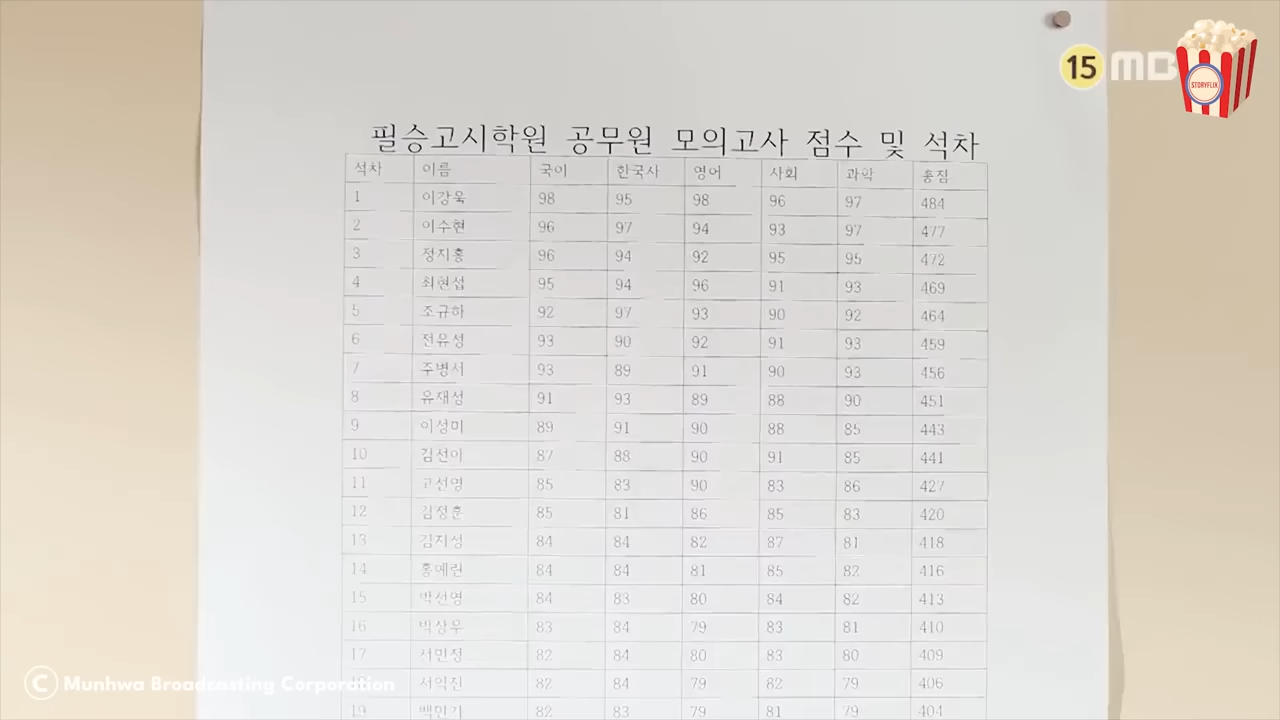 15 MB
STORYFLIX
필승고시학원 공무원 모의고사 점수 및 석차
석차 이름 국어 한국사 영어 사회 과학 총점
1 이강욱 98 95 98 96 97 484
2 이수현 96 97 94 93 97 477
3 정지홍 96 94 92 95 95 472
4 최현섭 95 94 96 91 93 469
5 조규하 92 97 93 90 92 464
6 전유성 93 90 92 91 93 459
7 주병서 93 89 91 90 93 456
8 유재성 91 93 89 88 90 451
9 이성미 89 91 90 88 85 443
10 김선아 87 88 90 91 85 441
11 고선영 85 83 90 83 86 427
12 김정훈 85 81 86 85 83 420
13 김지성 84 84 82 87 81 418
14 홍예린 84 84 81 85 82 416
15 박선영 84 83 80 84 82 413
16 박상우 83 84 79 83 81 410
17 서민정 82 84 80 83 80 409
18 서익진 82 84 79 82 79 406
19 백민기 82 83 79 81 79 404
C Munhwa Broadcasting Corporation